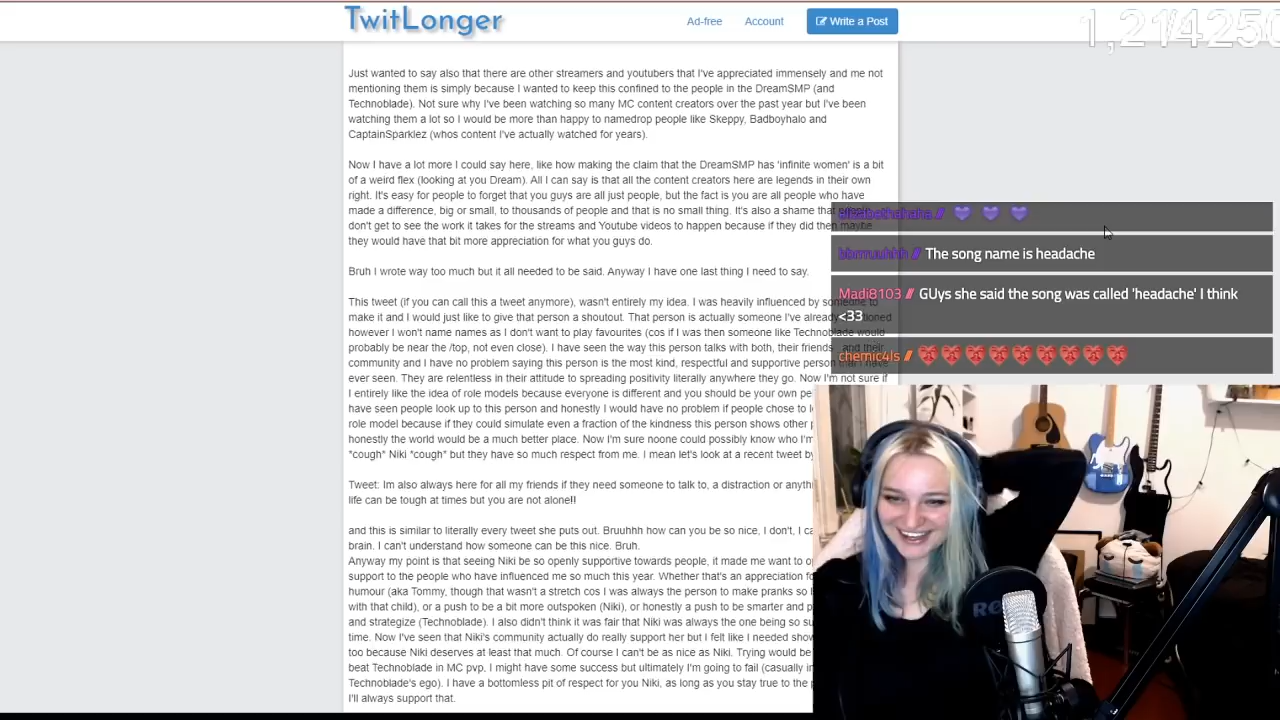 TwitLonger
Ad-free
Account
Write a Post
Just wanted to say also that there are other streamers and youtubers that I've appreciated immensely and me not
mentioning them is simply because I wanted to keep this confined to the people in the DreamSMP (and
Technoblade). Not sure why I've been watching so many MC content creators over the past year but I've been
watching them a lot so I would be more than happy to namedrop people like Skeppy, Badboyhalo and
CaptainSparklez (whos content I've actually watched for years).
Now I have a lot more I could say here, like how making the claim that the DreamSMP has 'infinite women' is a bit
of a weird flex (looking at you Dream). All I can say is that all the content creators here are legends in their own
right. It's easy for people to forget that you guys are all just people, but the fact is you are all people who have
made a difference, big or small, to thousands of people and that is no small thing. It's also a shame that people
don't get to see the work it takes for the streams and Youtube videos to happen because if they did then maybe
they would have that bit more appreciation for what you guys do.
Bruh I wrote way too much but it all needed to be said. Anyway I have one last thing I need to say.
This tweet (if you can call this a tweet anymore), wasn't entirely my idea. I was heavily influenced by someone to
make it and I would just like to give that person a shoutout. That person is actually someone I've already mentioned
however I won't name names as I don't want to play favourites (cos if I was then someone like Technoblade would
probably be near the /top, not even close). I have seen the way this person talks with both, their friends and their
community and I have no problem saying this person is the most kind, respectful and supportive person that I have
ever seen. They are relentless in their attitude to spreading positivity literally anywhere they go. Now I'm not sure if
I entirely like the idea of role models because everyone is different and you should be your own pe
have seen people look up to this person and honestly I would have no problem if people chose to l
role model because if they could simulate even a fraction of the kindness this person shows other p
honestly the world would be a much better place. Now I'm sure noone could possibly know who I'm
*cough* Niki *cough* but they have so much respect from me. I mean let's look at a recent tweet by
Tweet: Im also always here for all my friends if they need someone to talk to, a distraction or anythi
life can be tough at times but you are not alone!!
and this is similar to literally every tweet she puts out. Bruuhhh how can you be so nice, I don't, I ca
brain. I can't understand how someone can be this nice. Bruh.
Anyway my point is that seeing Niki be so openly supportive towards people, it made me want to o
support to the people who have influenced me so much this year. Whether that's an appreciation fo
humour (aka Tommy, though that wasn't a stretch cos I was always the person to make pranks so I
with that child), or a push to be a bit more outspoken (Niki), or honestly a push to be smarter and p
and strategize (Technoblade). I also didn't think it was fair that Niki was always the one being so su
time. Now I've seen that Niki's community actually do really support her but I felt like I needed show
too because Niki deserves at least that much. Of course I can't be as nice as Niki. Trying would be
beat Technoblade in MC pvp, I might have some success but ultimately I'm going to fail (casually in
Technoblade's ego). I have a bottomless pit of respect for you Niki, as long as you stay true to the p
I'll always support that.
// 💜 💜 💜
// The song name is headache
Madi8103 // GUys she said the song was called 'headache' I think
<33
chemic4ls //